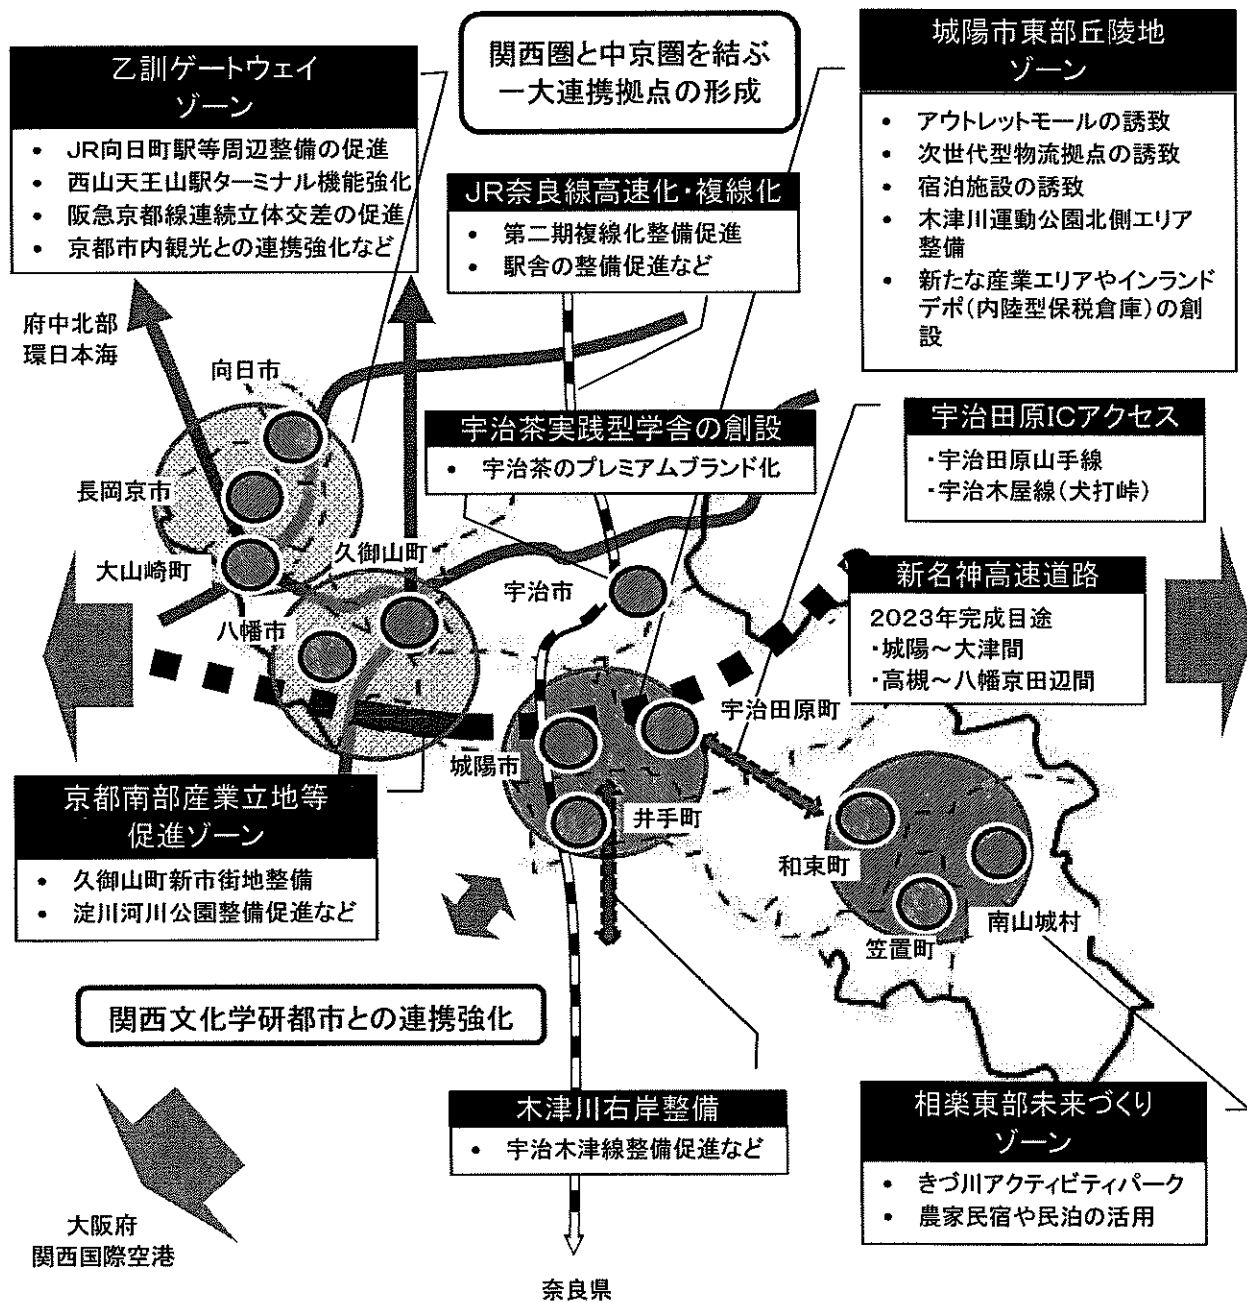 関西圏と中京圏を結ぶ
一大連携拠点の形成
乙訓ゲートウェイ
ゾーン
• JR向日町駅等周辺整備の促進
• 西山天王山駅ターミナル機能強化
• 阪急京都線連続立体交差の促進
• 京都市内観光との連携強化など
JR奈良線高速化・複線化
• 第二期複線化整備促進
• 駅舎の整備促進など
城陽市東部丘陵地
ゾーン
• アウトレットモールの誘致
• 次世代型物流拠点の誘致
• 宿泊施設の誘致
• 木津川運動公園北側エリア
整備
• 新たな産業エリアやインランド
デポ(内陸型保税倉庫)の創
設
府中北部
環日本海
向日市
長岡京市
大山崎町
久御山町
八幡市
宇治茶実践型学舎の創設
• 宇治茶のプレミアムブランド化
宇治田原ICアクセス
・宇治田原山手線
・宇治木屋線(犬打峠)
宇治市
新名神高速道路
2023年完成目途
・城陽～大津間
・高槻～八幡京田辺間
宇治田原町
城陽市
井手町
和束町
笠置町
南山城村
京都南部産業立地等
促進ゾーン
• 久御山町新市街地整備
• 淀川河川公園整備促進など
関西文化学研都市との連携強化
木津川右岸整備
• 宇治木津線整備促進など
相楽東部未来づくり
ゾーン
• きづ川アクティビティパーク
• 農家民宿や民泊の活用
大阪府
関西国際空港
奈良県